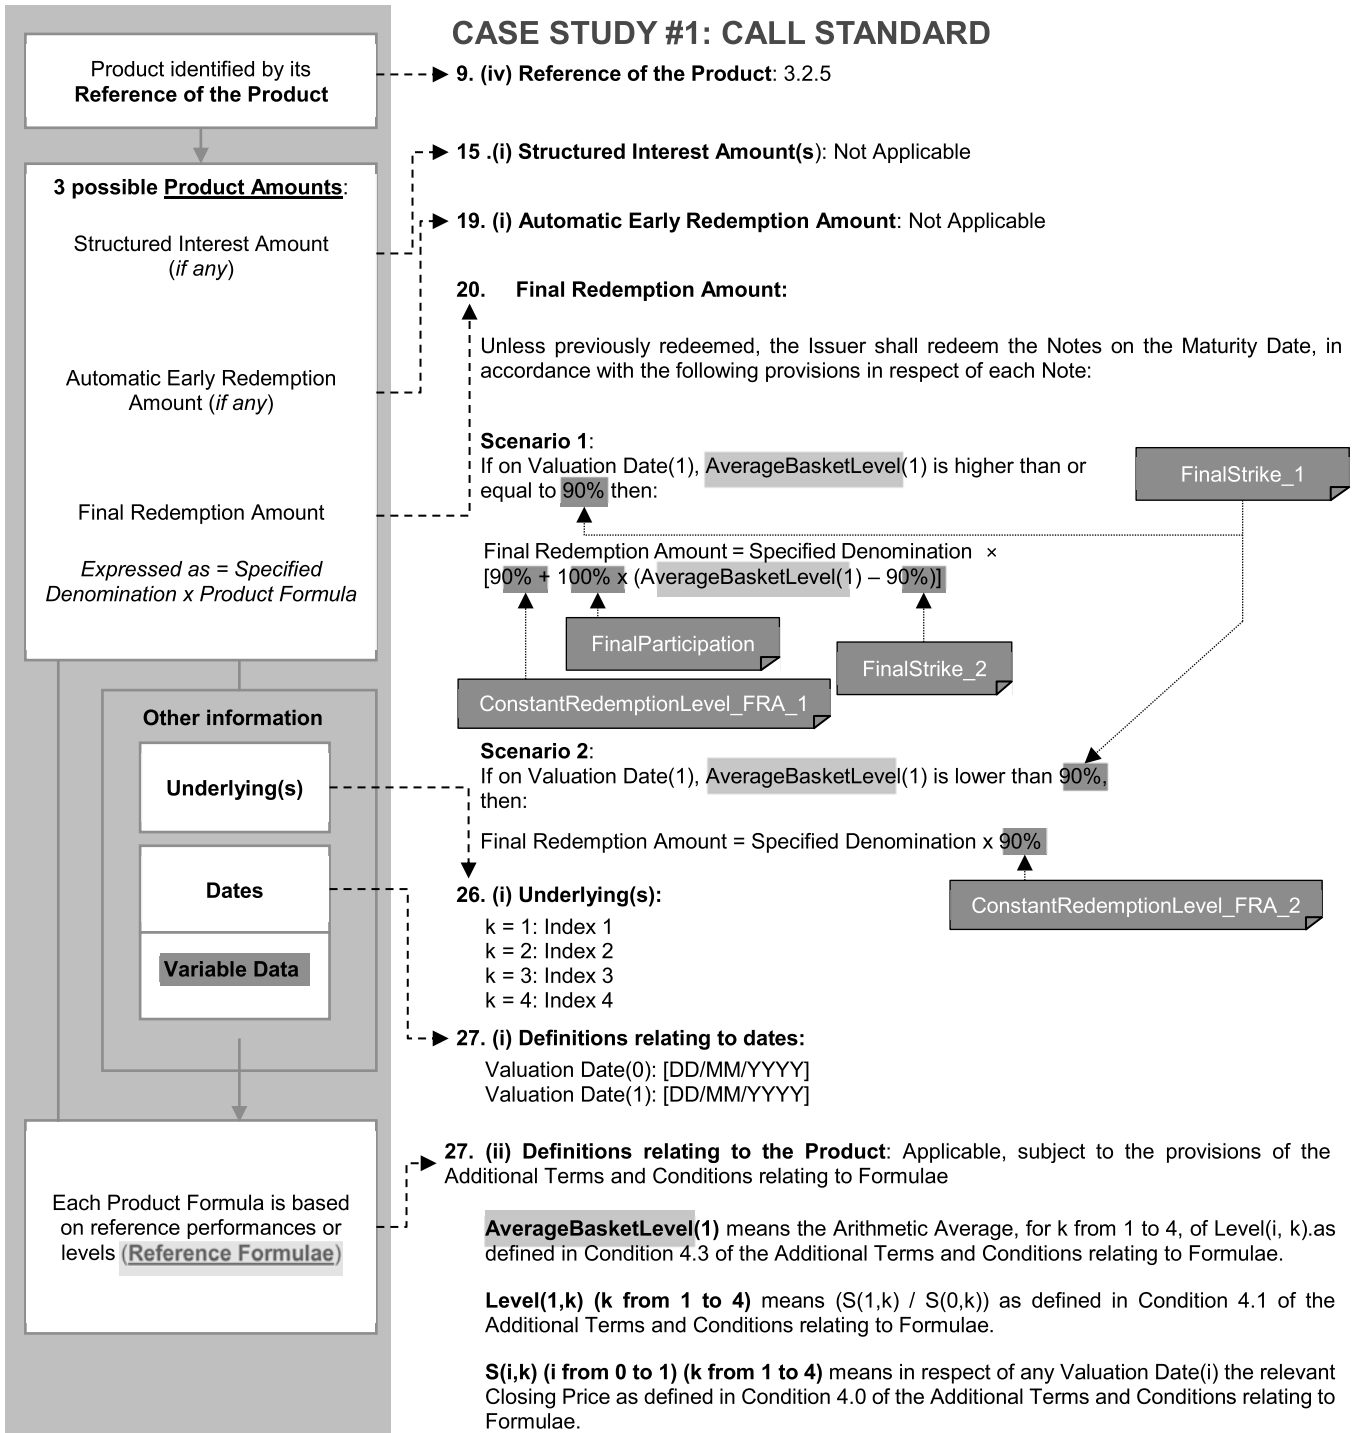 CASE STUDY #1: CALL STANDARD
Product identified by its
Reference of the Product
9. (iv) Reference of the Product: 3.2.5
3 possible Product Amounts:
Structured Interest Amount
(if any)
Automatic Early Redemption
Amount (if any)
Final Redemption Amount
Expressed as = Specified
Denomination x Product Formula
15 .(i) Structured Interest Amount(s): Not Applicable
19. (i) Automatic Early Redemption Amount: Not Applicable
20. Final Redemption Amount:
Unless previously redeemed, the Issuer shall redeem the Notes on the Maturity Date, in
accordance with the following provisions in respect of each Note:
Scenario 1:
If on Valuation Date(1), AverageBasketLevel(1) is higher than or
equal to 90% then:
FinalStrike_1
Final Redemption Amount = Specified Denomination ×
[90% + 100% x (AverageBasketLevel(1) – 90%)]
FinalParticipation
FinalStrike_2
ConstantRedemptionLevel_FRA_1
Scenario 2:
If on Valuation Date(1), AverageBasketLevel(1) is lower than 90%,
then:
Final Redemption Amount = Specified Denomination x 90%
ConstantRedemptionLevel_FRA_2
Other information
Underlying(s)
Dates
Variable Data
26. (i) Underlying(s):
k = 1: Index 1
k = 2: Index 2
k = 3: Index 3
k = 4: Index 4
27. (i) Definitions relating to dates:
Valuation Date(0): [DD/MM/YYYY]
Valuation Date(1): [DD/MM/YYYY]
Each Product Formula is based
on reference performances or
levels (Reference Formulae)
27. (ii) Definitions relating to the Product: Applicable, subject to the provisions of the
Additional Terms and Conditions relating to Formulae
AverageBasketLevel(1) means the Arithmetic Average, for k from 1 to 4, of Level(i, k).as
defined in Condition 4.3 of the Additional Terms and Conditions relating to Formulae.
Level(1,k) (k from 1 to 4) means (S(1,k) / S(0,k)) as defined in Condition 4.1 of the
Additional Terms and Conditions relating to Formulae.
S(i,k) (i from 0 to 1) (k from 1 to 4) means in respect of any Valuation Date(i) the relevant
Closing Price as defined in Condition 4.0 of the Additional Terms and Conditions relating to
Formulae.